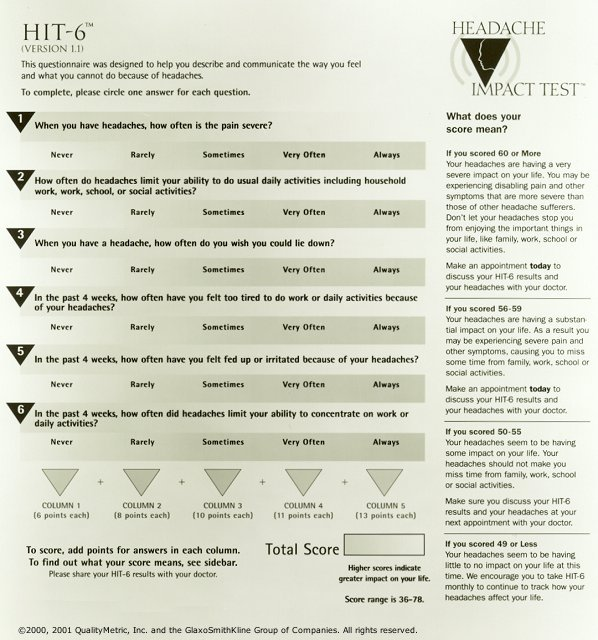 HIT-6™
(VERSION 1.1)
This questionnaire was designed to help you describe and communicate the way you feel
and what you cannot do because of headaches.
To complete, please circle one answer for each question.
1
When you have headaches, how often is the pain severe?
Never Rarely Sometimes Very Often Always
2
How often do headaches limit your ability to do usual daily activities including household
work, work, school, or social activities?
Never Rarely Sometimes Very Often Always
3
When you have a headache, how often do you wish you could lie down?
Never Rarely Sometimes Very Often Always
4
In the past 4 weeks, how often have you felt too tired to do work or daily activities because
of your headaches?
Never Rarely Sometimes Very Often Always
5
In the past 4 weeks, how often have you felt fed up or irritated because of your headaches?
Never Rarely Sometimes Very Often Always
6
In the past 4 weeks, how often did headaches limit your ability to concentrate on work or
daily activities?
Never Rarely Sometimes Very Often Always
+ + + +
COLUMN 1 COLUMN 2 COLUMN 3 COLUMN 4 COLUMN 5
(6 points each) (8 points each) (10 points each) (11 points each) (13 points each)
To score, add points for answers in each column.
To find out what your score means, see sidebar.
Please share your HIT-6 results with your doctor.
Total Score
Higher scores indicate
greater impact on your life.
Score range is 36–78.
HEADACHE
IMPACT TEST™
What does your
score mean?
If you scored 60 or More
Your headaches are having a very
severe impact on your life. You may be
experiencing disabling pain and other
symptoms that are more severe than
those of other headache sufferers.
Don't let your headaches stop you
from enjoying the important things in
your life, like family, work, school or
social activities.
Make an appointment today to
discuss your HIT-6 results and
your headaches with your doctor.
If you scored 56-59
Your headaches are having a substan-
tial impact on your life. As a result you
may be experiencing severe pain and
other symptoms, causing you to miss
some time from family, work, school or
social activities.
Make an appointment today to
discuss your HIT-6 results and
your headaches with your doctor.
If you scored 50-55
Your headaches seem to be having
some impact on your life. Your
headaches should not make you
miss time from family, work, school
or social activities.
Make sure you discuss your HIT-6
results and your headaches at your
next appointment with your doctor.
If you scored 49 or Less
Your headaches seem to be having
little to no impact on your life at this
time. We encourage you to take HIT-6
monthly to continue to track how your
headaches affect your life.
©2000, 2001 QualityMetric, Inc. and the GlaxoSmithKline Group of Companies. All rights reserved.